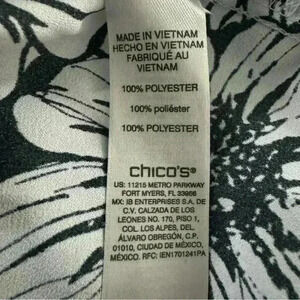 MADE IN VIETNAM
HECHO EN VIETNAM
FABRIQUÉ AU
VIETNAM
100% POLYESTER
100% poliéster
100% POLYESTER
chico's®
US: 11215 METRO PARKWAY
FORT MYERS, FL 33966
MX: IB ENTERPRISES S.A. DE
C.V. CALZADA DE LOS
LEONES NO. 170, PISO 1,
COL. LOS ALPES, DEL.
ÁLVARO OBREGÓN, C.P.
01010, CIUDAD DE MÉXICO,
MÉXICO. RFC: IEN1701241PA